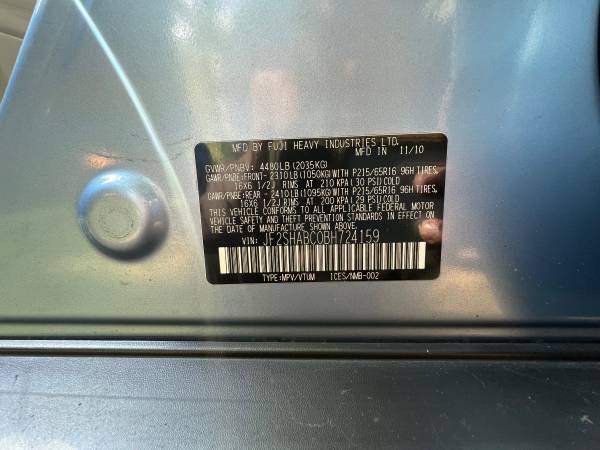 MFD BY FUJI HEAVY INDUSTRIES LTD.
MFD IN 11/10
GVWR/PNBV: 4480LB (2035KG)
GAWR/PNBE:FRONT- 2310LB (1050KG) WITH P215/65R16 96H TIRES,
16X6 1/2J RIMS AT 210 KPA (30 PSI) COLD
GAWR/PNBE:REAR - 2410LB (1095KG) WITH P215/65R16 96H TIRES,
16X6 1/2J RIMS AT 200 KPA (29 PSI) COLD
THIS VEHICLE CONFORMS TO ALL APPLICABLE FEDERAL MOTOR
VEHICLE SAFETY AND THEFT PREVENTION STANDARDS IN EFFECT ON
THE DATE OF MANUFACTURE SHOWN ABOVE.
VIN: JF2SHABC0BH724159
TYPE:MPV/VTUM ICES/NMB-002